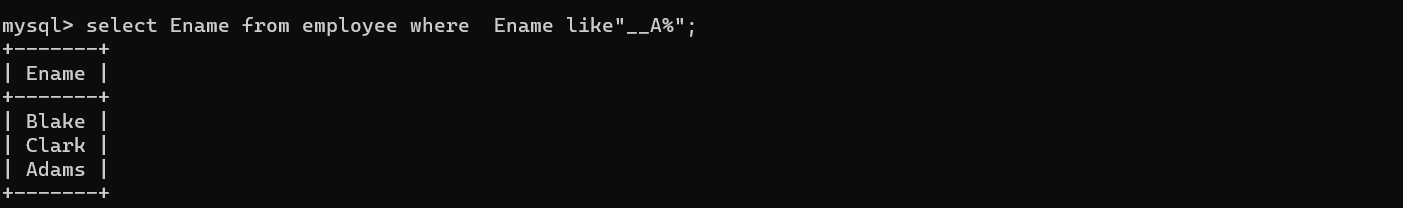 mysql> select Ename from employee where  Ename like"__A%";
+-------+
| Ename |
+-------+
| Blake |
| Clark |
| Adams |
+-------+